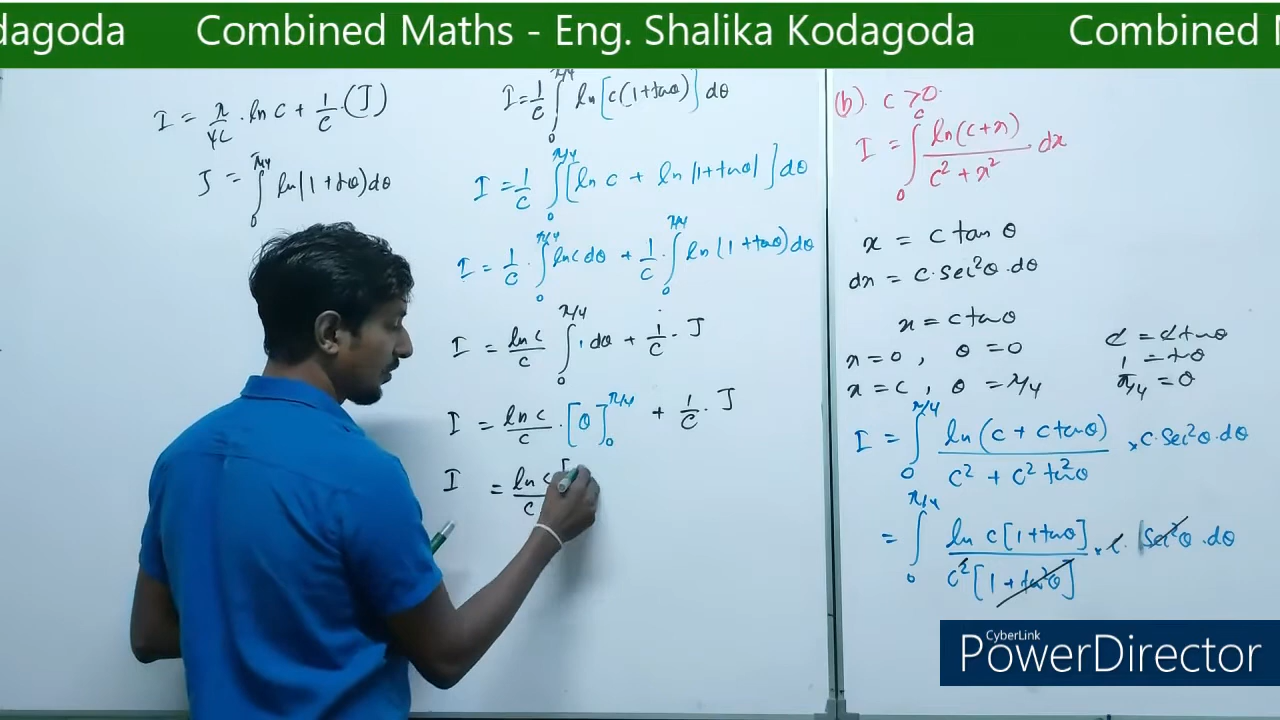 dagoda Combined Maths - Eng. Shalika Kodagoda Combined M
I = π/4c · ln c + 1/c · (J)
J = ∫₀^(π/4) ln(1 + tanθ) dθ
I = 1/c ∫₀^(π/4) ln[c(1+tanθ)] dθ
I = 1/c ∫₀^(π/4) [ln c + ln(1+tanθ)] dθ
I = 1/c · ∫₀^(π/4) ln c dθ + 1/c · ∫₀^(π/4) ln(1+tanθ) dθ
I = ln c/c ∫₀^(π/4) 1 dθ + 1/c · J
I = ln c/c · [θ]₀^(π/4) + 1/c · J
I = ln c/c [
(b). c > 0.
I = ∫₀^c ln(c+x)/(c² + x²) · dx
x = c tanθ
dx = c · sec²θ · dθ
x = c tanθ
x = 0, θ = 0
x = c, θ = π/4
c = c tanθ
1 = tanθ
π/4 = θ
I = ∫₀^(π/4) ln(c + c tanθ)/(c² + c² tan²θ) × c · sec²θ · dθ
= ∫₀^(π/4) ln c[1+tanθ]/(c²[1+tan²θ]) × c · sec²θ · dθ
CyberLink
PowerDirector